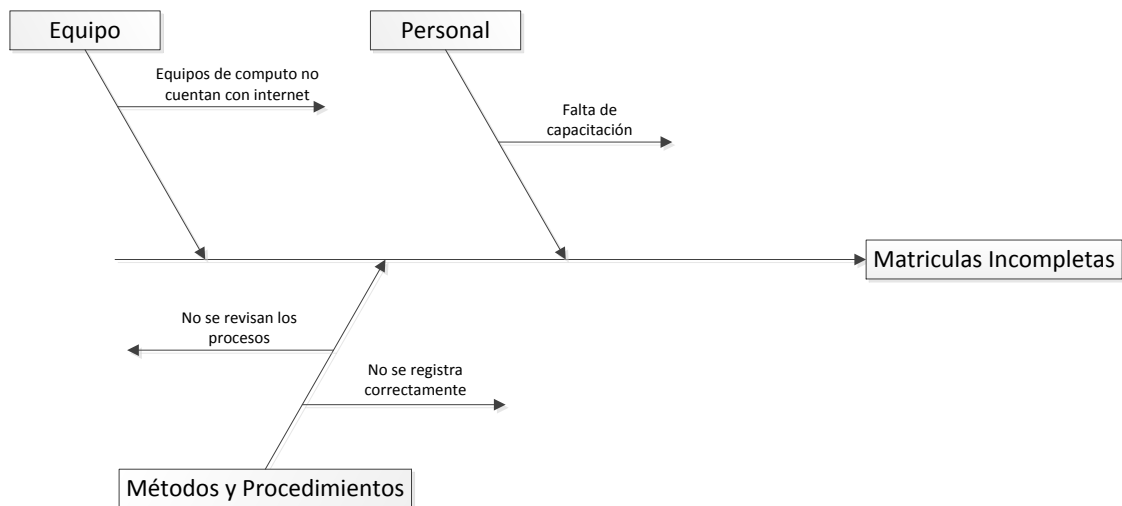 Equipo
Personal
Equipos de computo no
cuentan con internet
Falta de
capacitación
Matriculas Incompletas
No se revisan los
procesos
No se registra
correctamente
Métodos y Procedimientos